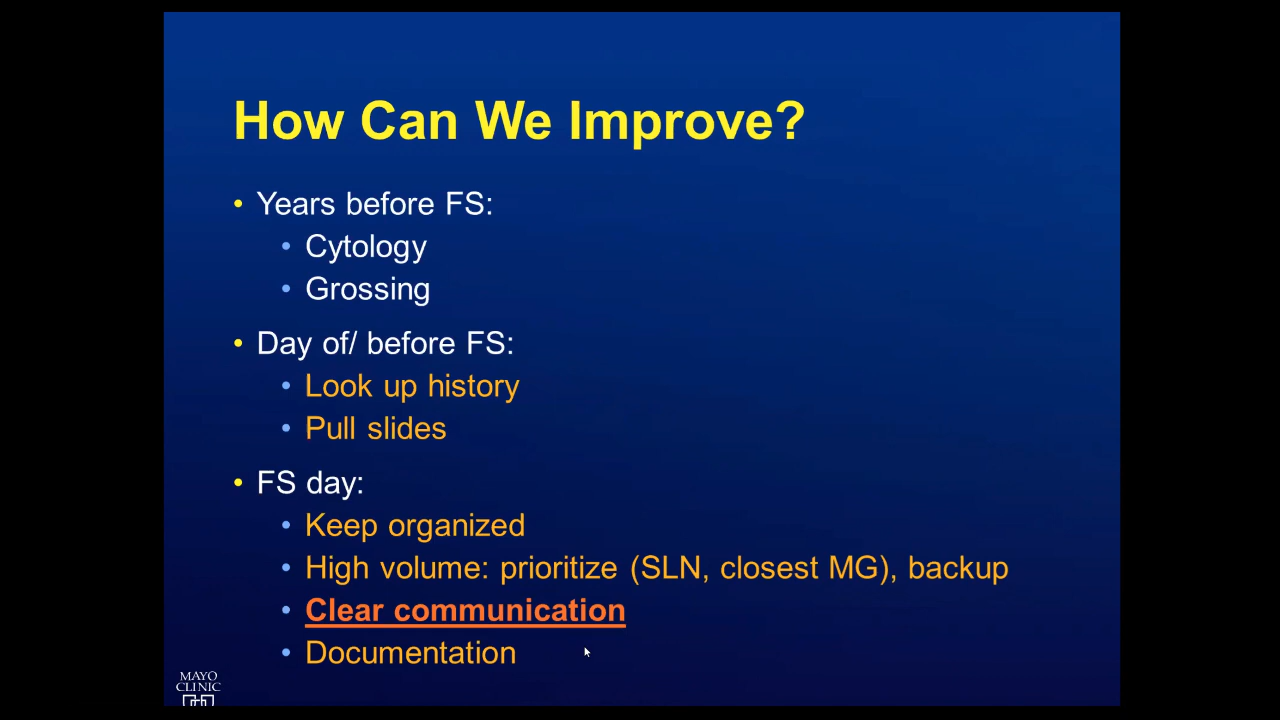 How Can We Improve?
• Years before FS:
• Cytology
• Grossing
• Day of/ before FS:
• Look up history
• Pull slides
• FS day:
• Keep organized
• High volume: prioritize (SLN, closest MG), backup
• Clear communication
• Documentation
MAYO
CLINIC